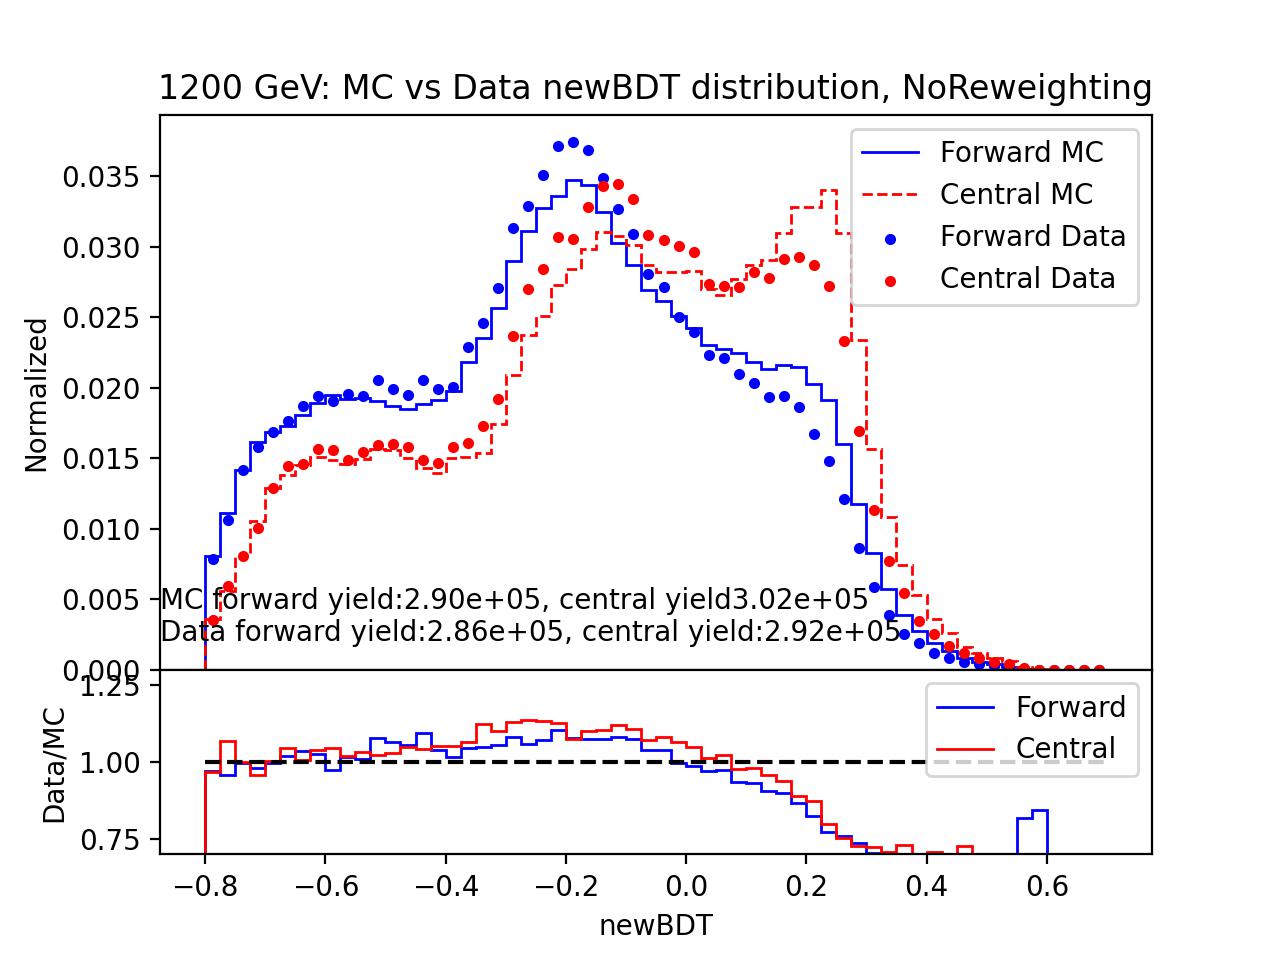 1200 GeV: MC vs Data newBDT distribution, NoReweighting
Forward MC
Central MC
Forward Data
Central Data
Normalized
0.035
0.030
0.025
0.020
0.015
0.010
0.005
0.000
MC forward yield:2.90e+05, central yield3.02e+05
Data forward yield:2.86e+05, central yield:2.92e+05
Data/MC
1.25
1.00
0.75
Forward
Central
−0.8 −0.6 −0.4 −0.2 0.0 0.2 0.4 0.6
newBDT